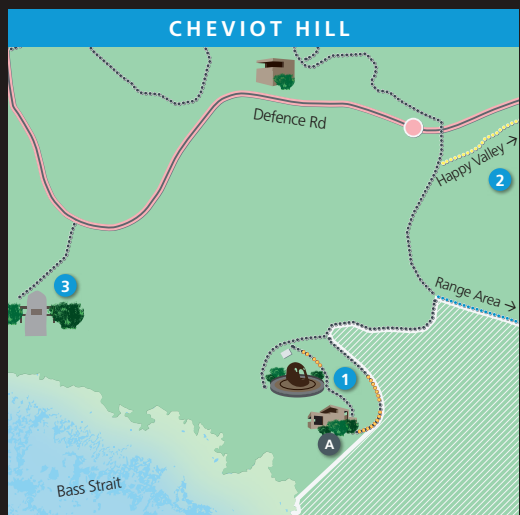 CHEVIOT HILL
Defence Rd
Happy Valley →
2
Range Area →
3
1
A
Bass Strait